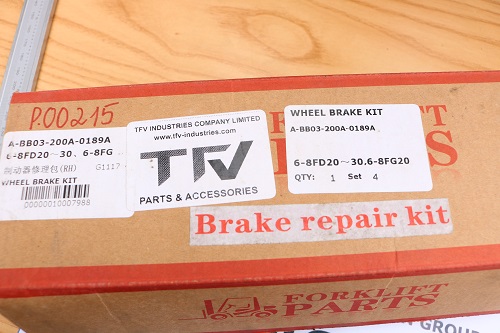 P.00215
A-BB03-200A-0189A
6-8FD20~30、6-8FG
制动器修理包(RH) G1117
WHEEL BRAKE KIT
00000010007988
TFV INDUSTRIES COMPANY LIMITED
www.tfv-industries.com
TFV
PARTS & ACCESSORIES
WHEEL BRAKE KIT
A-BB03-200A-0189A
6-8FD20~30.6-8FG20
QTY: 1 Set 4
Brake repair kit
FORKLIFT
PARTS
GROUP